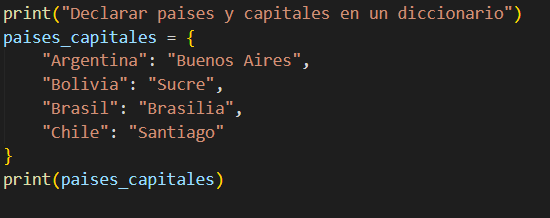 print("Declarar paises y capitales en un diccionario")
paises_capitales = {
    "Argentina": "Buenos Aires",
    "Bolivia": "Sucre",
    "Brasil": "Brasilia",
    "Chile": "Santiago"
}
print(paises_capitales)